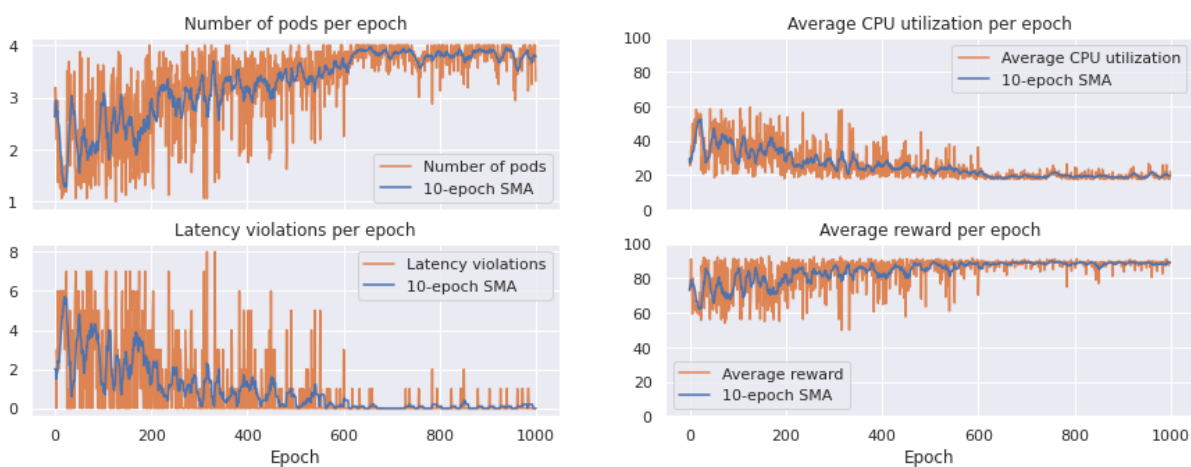 Number of pods per epoch
4
3
2
1
Number of pods
10-epoch SMA
Average CPU utilization per epoch
100
80
60
40
20
0
Average CPU utilization
10-epoch SMA
Latency violations per epoch
8
6
4
2
0
Latency violations
10-epoch SMA
0 200 400 600 800 1000
Epoch
Average reward per epoch
100
80
60
40
20
0
Average reward
10-epoch SMA
0 200 400 600 800 1000
Epoch